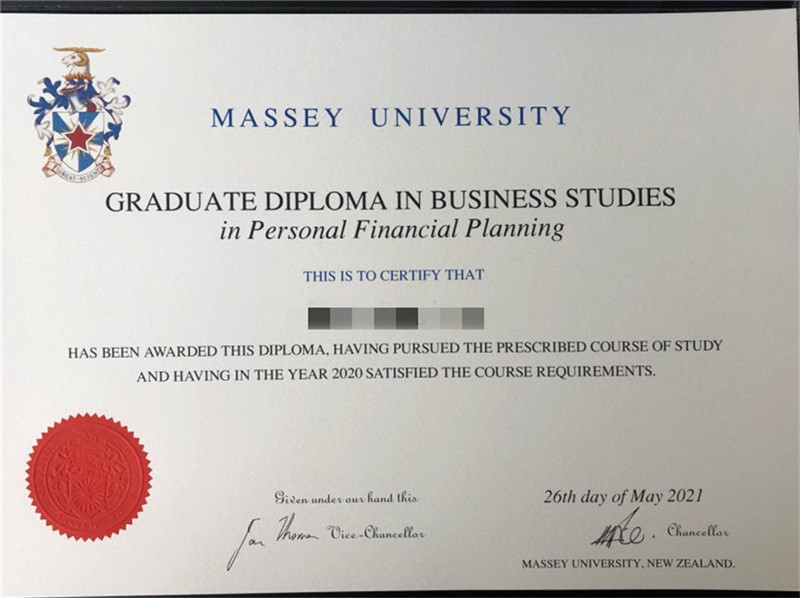 MASSEY UNIVERSITY
GRADUATE DIPLOMA IN BUSINESS STUDIES
in Personal Financial Planning
THIS IS TO CERTIFY THAT
HAS BEEN AWARDED THIS DIPLOMA, HAVING PURSUED THE PRESCRIBED COURSE OF STUDY
AND HAVING IN THE YEAR 2020 SATISFIED THE COURSE REQUIREMENTS.
Given under our hand this
26th day of May 2021
Vice-Chancellor
Chancellor
MASSEY UNIVERSITY, NEW ZEALAND.